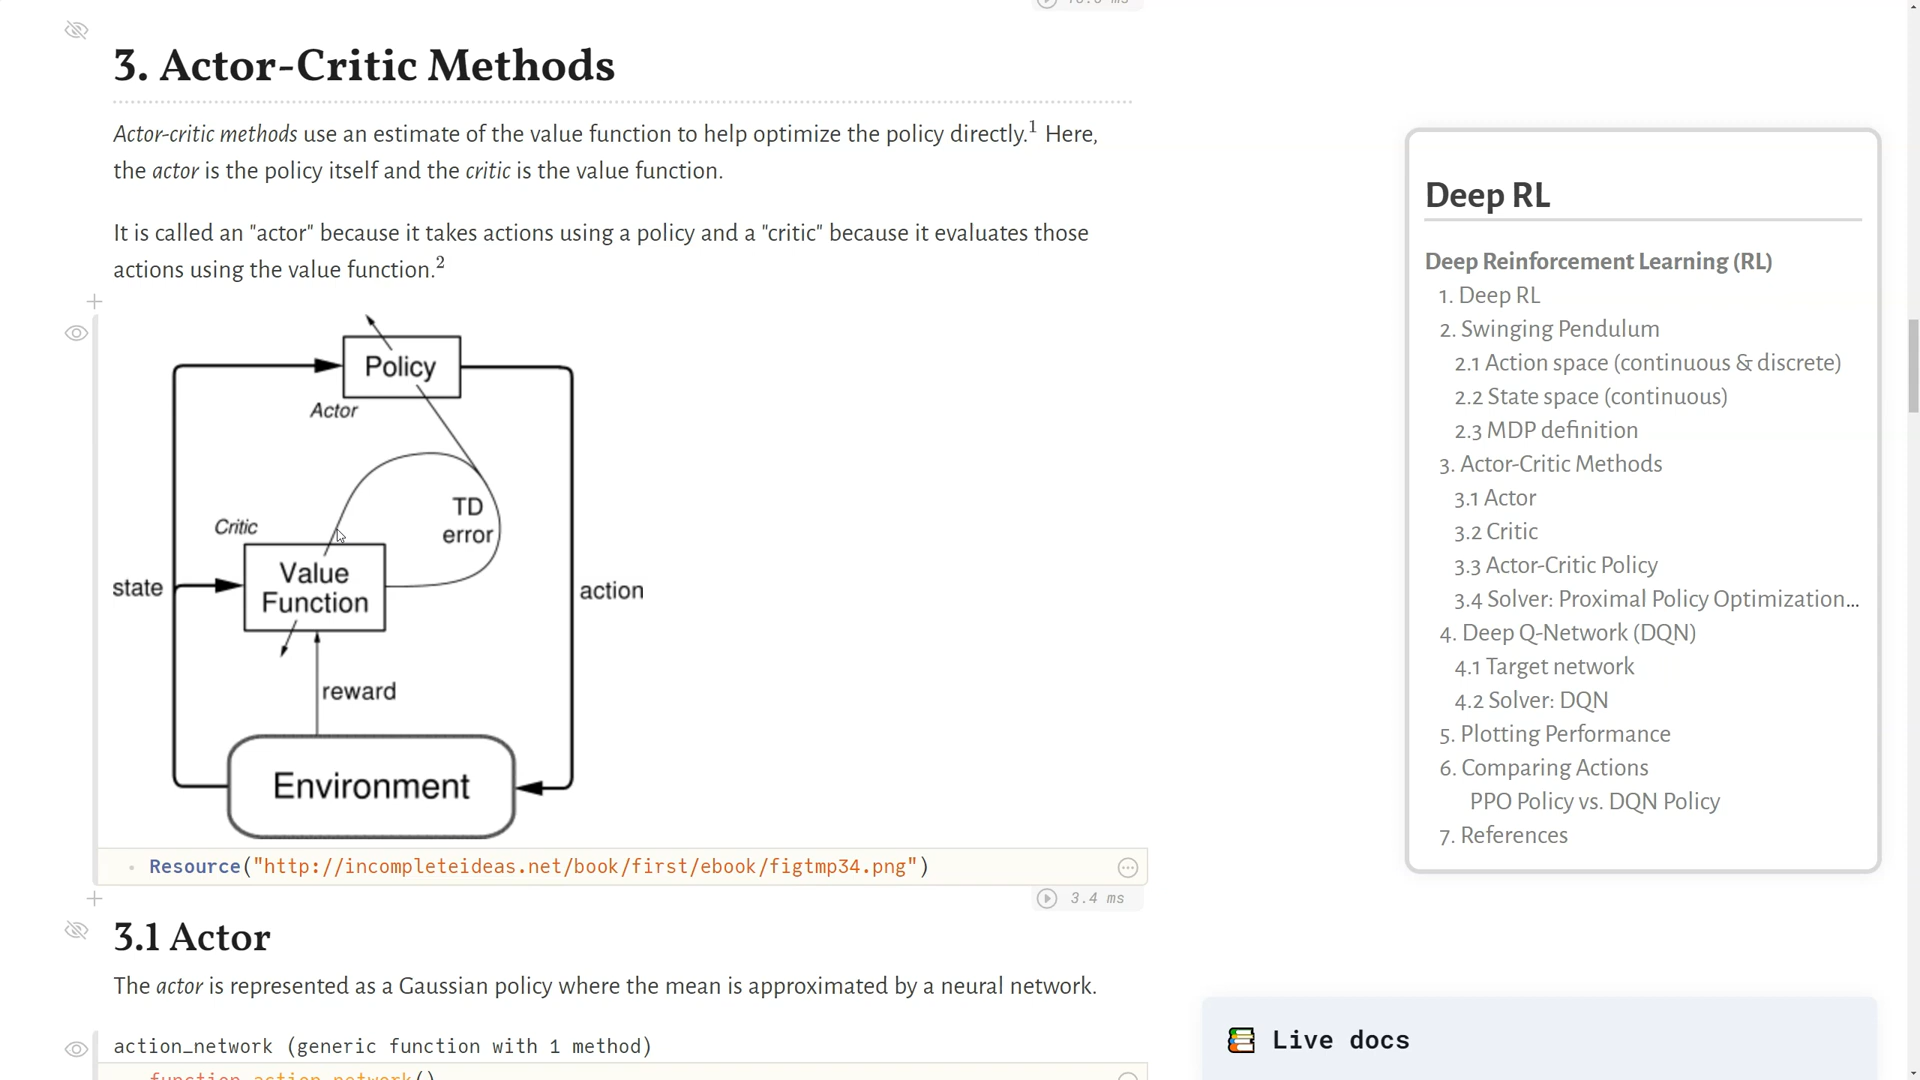 3. Actor-Critic Methods
Actor-critic methods use an estimate of the value function to help optimize the policy directly.1 Here,
the actor is the policy itself and the critic is the value function.
It is called an "actor" because it takes actions using a policy and a "critic" because it evaluates those
actions using the value function.2
Policy
Actor
TD
error
Critic
Value
Function
state
action
reward
Environment
Resource("http://incompleteideas.net/book/first/ebook/figtmp34.png")
3.4 ms
3.1 Actor
The actor is represented as a Gaussian policy where the mean is approximated by a neural network.
action_network (generic function with 1 method)
function action_network()
Deep RL
Deep Reinforcement Learning (RL)
1. Deep RL
2. Swinging Pendulum
2.1 Action space (continuous & discrete)
2.2 State space (continuous)
2.3 MDP definition
3. Actor-Critic Methods
3.1 Actor
3.2 Critic
3.3 Actor-Critic Policy
3.4 Solver: Proximal Policy Optimization...
4. Deep Q-Network (DQN)
4.1 Target network
4.2 Solver: DQN
5. Plotting Performance
6. Comparing Actions
PPO Policy vs. DQN Policy
7. References
Live docs